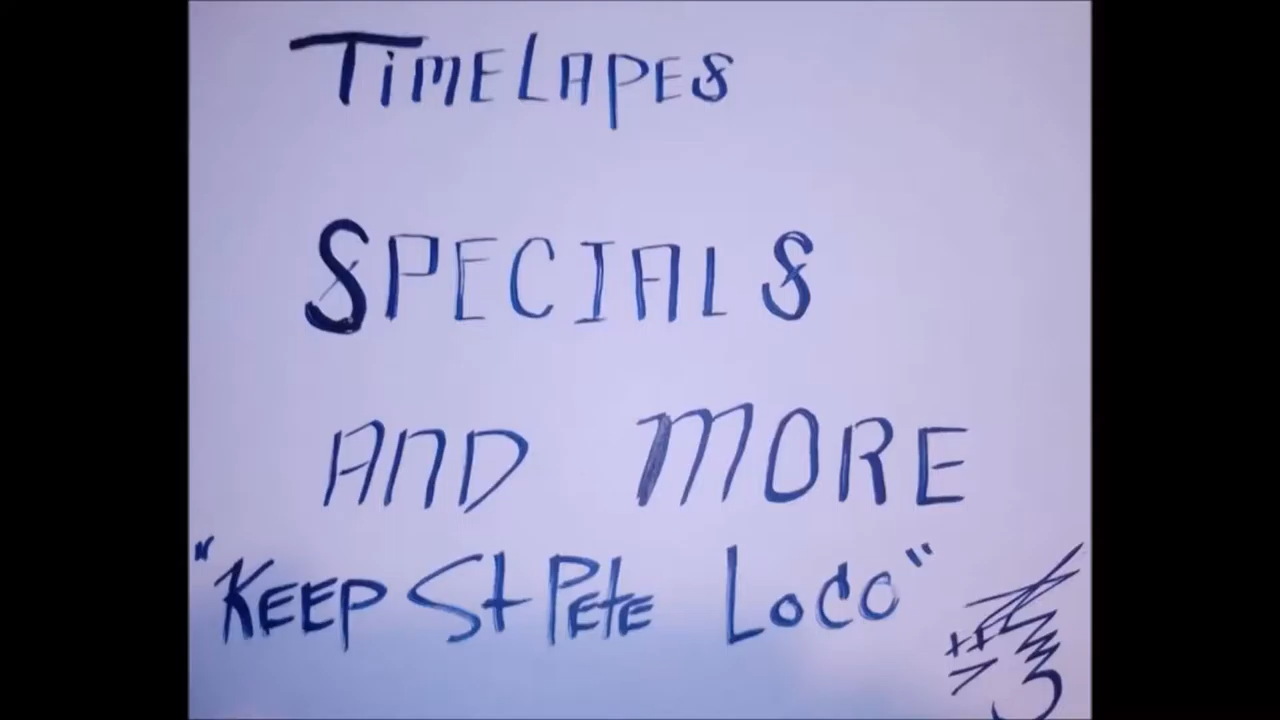 TimELAPES
SPECIALS
AND MORE
"KEEP St PEtE LoCo"